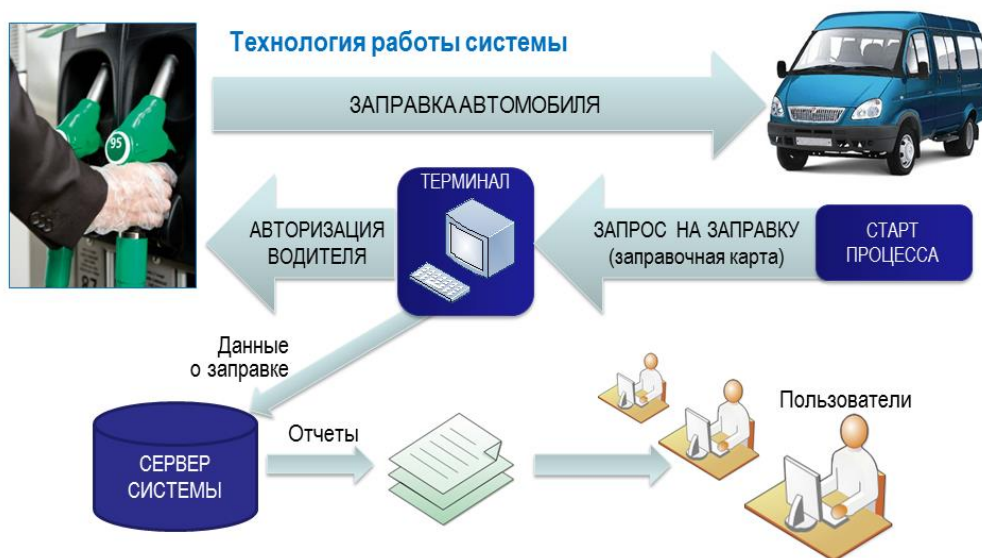 Технология работы системы
ЗАПРАВКА АВТОМОБИЛЯ
95
ТЕРМИНАЛ
АВТОРИЗАЦИЯ
ВОДИТЕЛЯ
ЗАПРОС НА ЗАПРАВКУ
(заправочная карта)
СТАРТ
ПРОЦЕССА
87
Данные
о заправке
Пользователи
Отчеты
СЕРВЕР
СИСТЕМЫ